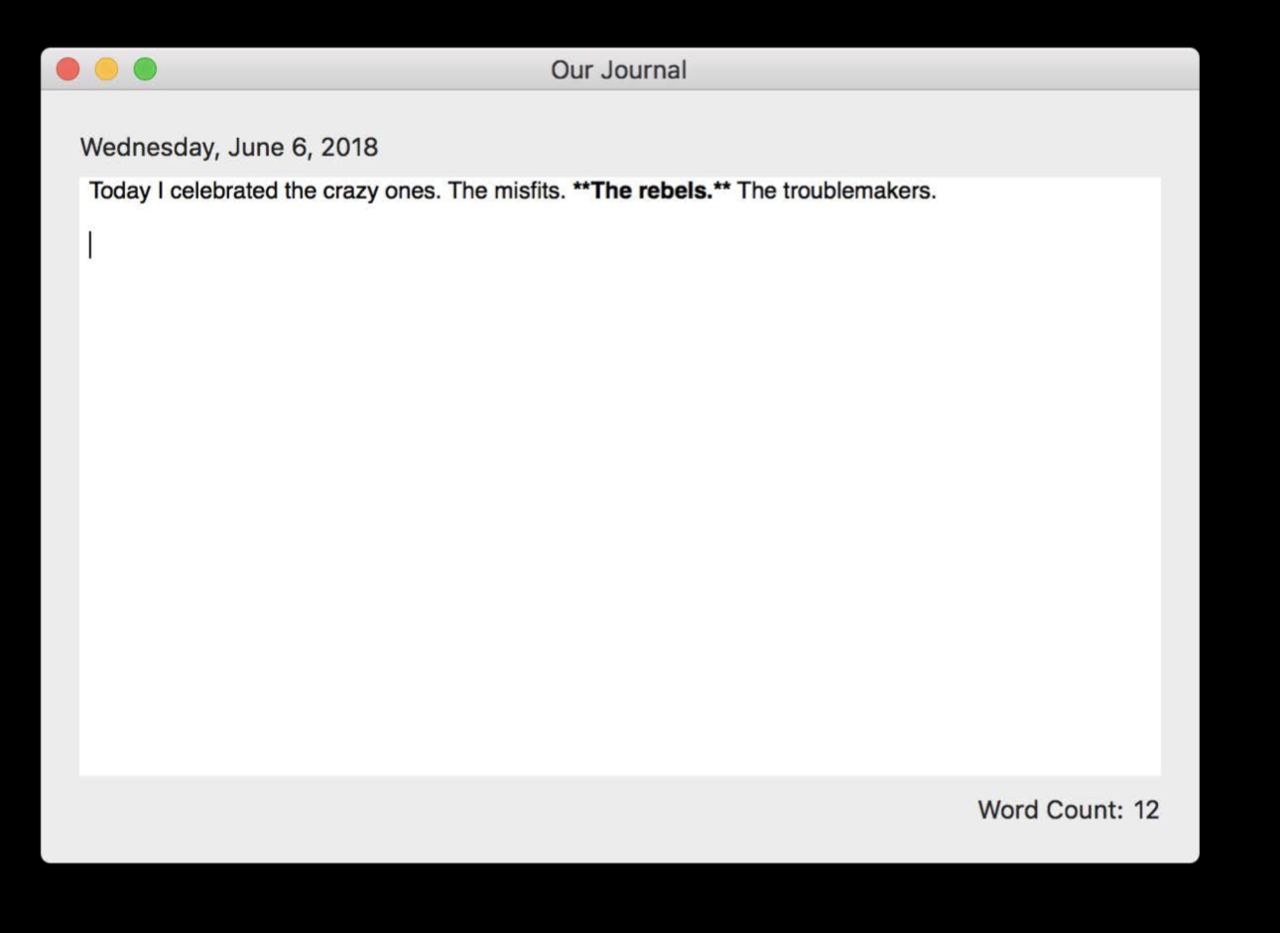 Our Journal
Wednesday, June 6, 2018
Today I celebrated the crazy ones. The misfits. **The rebels.** The troublemakers.
Word Count: 12